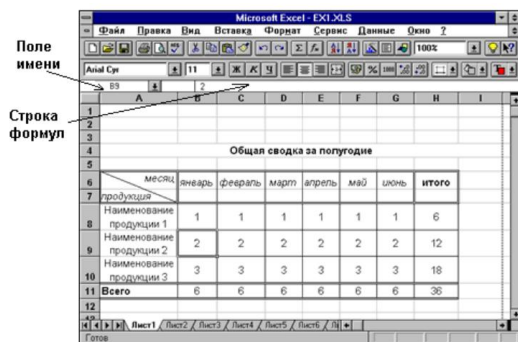 Microsoft Excel - EX1.XLS
Файл Правка Вид Вставка Формат Сервис Данные Окно ?
100%
Поле имени
Arial Cyr 11 Ж К Ч
B9 2
Строка формул
A B C D E F G H I
1
2
3
4 Общая сводка за полугодие
5
6 месяц январь февраль март апрель май июнь итого
7 продукция
8 Наименование продукции 1 1 1 1 1 1 1 6
9 Наименование продукции 2 2 2 2 2 2 2 12
10 Наименование продукции 3 3 3 3 3 3 3 18
11 Всего 6 6 6 6 6 6 36
12
Лист1 Лист2 Лист3 Лист4 Лист5 Лист6
Готов